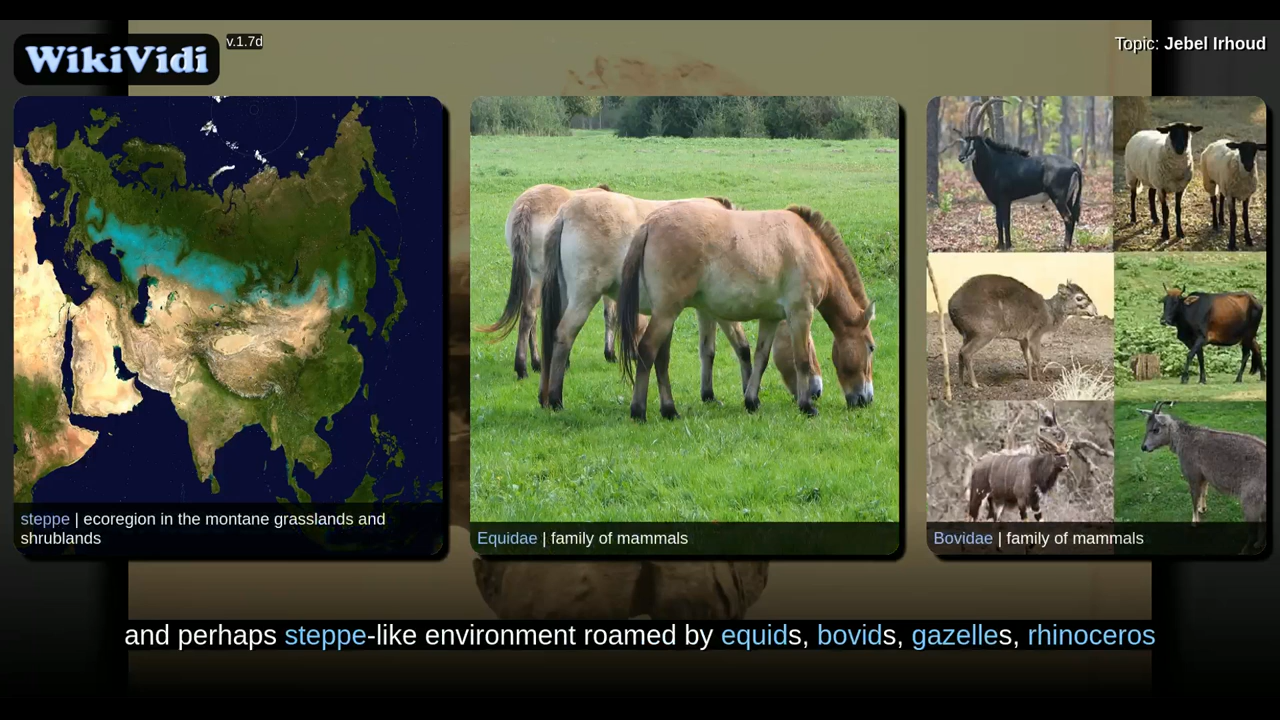 WikiVidi
v.1.7d
Topic: Jebel Irhoud
steppe | ecoregion in the montane grasslands and
shrublands
Equidae | family of mammals
Bovidae | family of mammals
and perhaps steppe-like environment roamed by equids, bovids, gazelles, rhinoceros